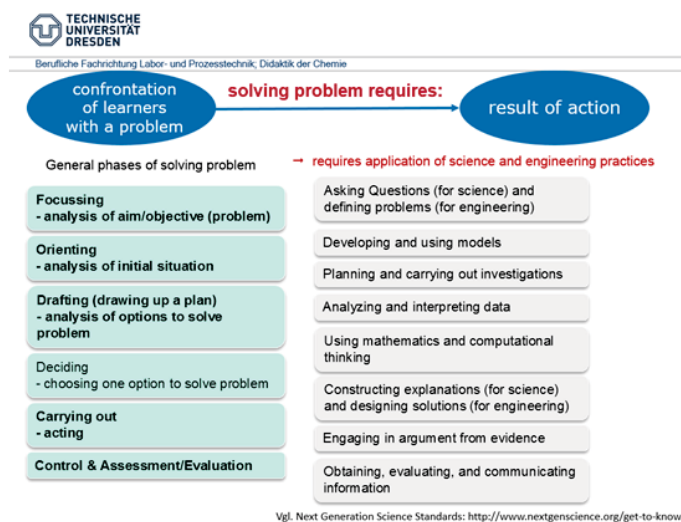 TECHNISCHE
UNIVERSITÄT
DRESDEN
Berufliche Fachrichtung Labor- und Prozesstechnik; Didaktik der Chemie
confrontation
of learners
with a problem
solving problem requires:
result of action
General phases of solving problem
→ requires application of science and engineering practices
Focussing
- analysis of aim/objective (problem)
Orienting
- analysis of initial situation
Drafting (drawing up a plan)
- analysis of options to solve
problem
Deciding
- choosing one option to solve problem
Carrying out
- acting
Control & Assessment/Evaluation
Asking Questions (for science) and
defining problems (for engineering)
Developing and using models
Planning and carrying out investigations
Analyzing and interpreting data
Using mathematics and computational
thinking
Constructing explanations (for science)
and designing solutions (for engineering)
Engaging in argument from evidence
Obtaining, evaluating, and communicating
information
Vgl. Next Generation Science Standards: http://www.nextgenscience.org/get-to-know